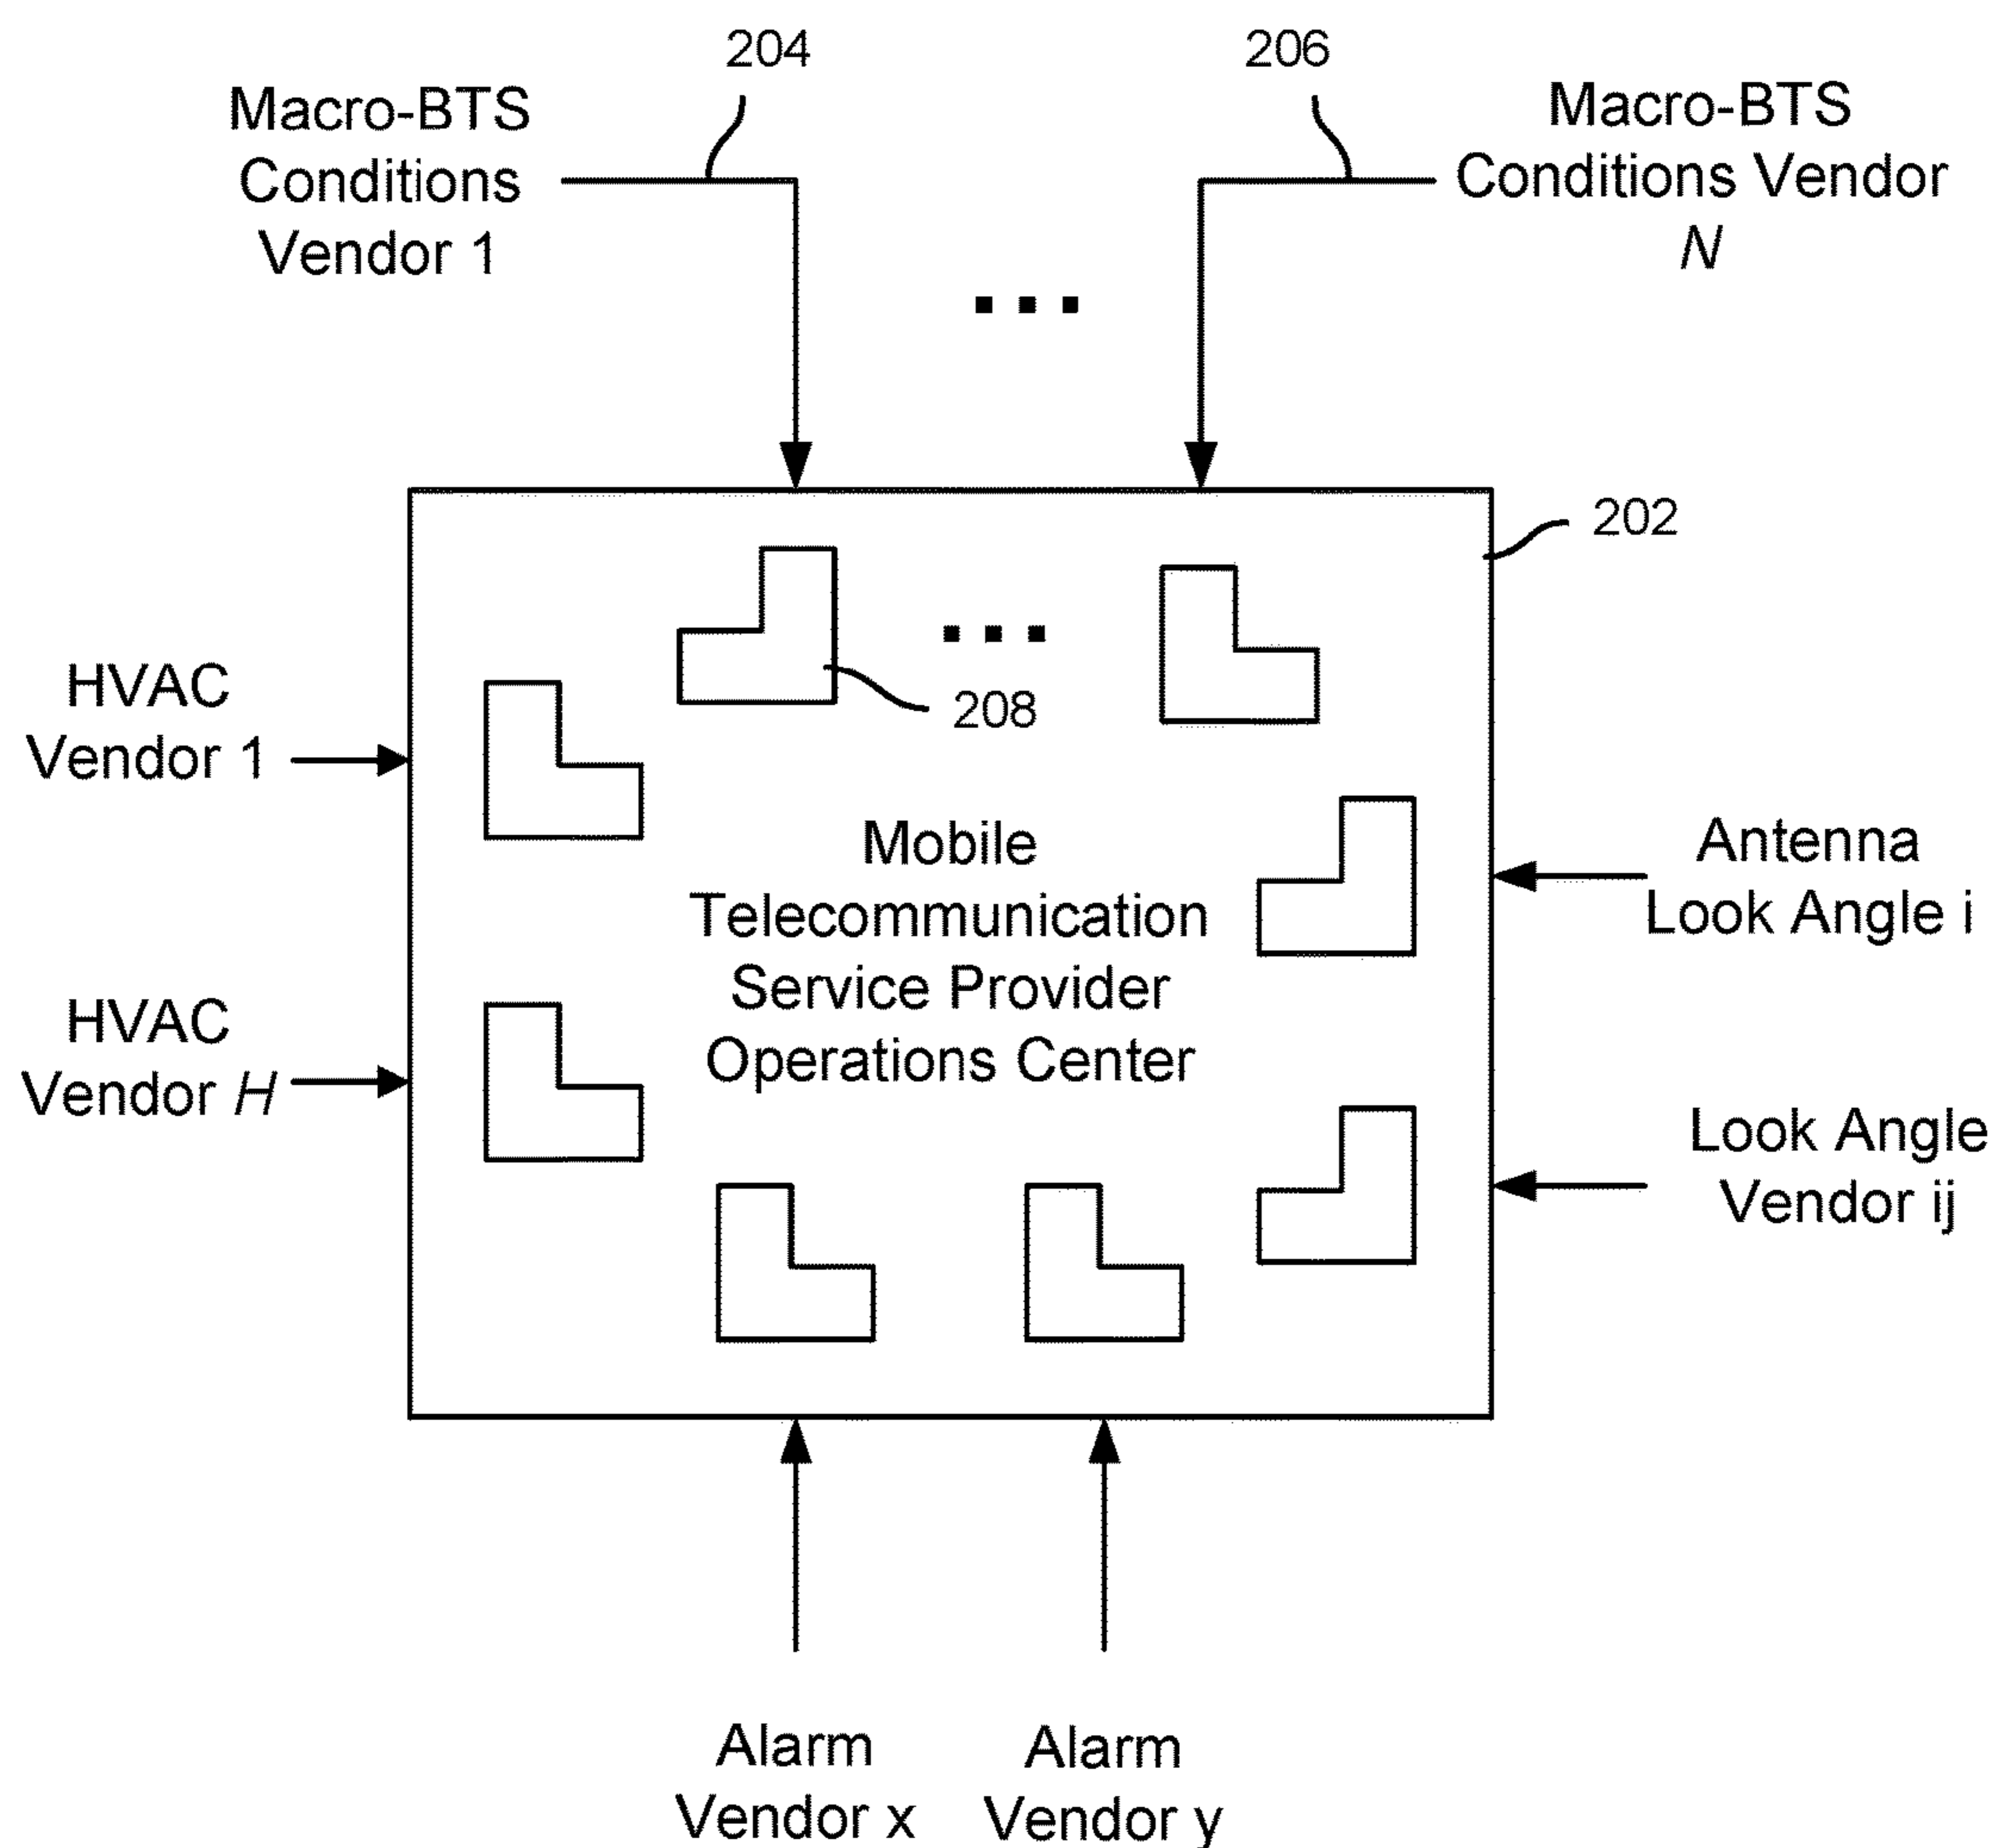 204
206
Macro-BTS
Conditions
Vendor 1
Macro-BTS
Conditions Vendor
N
...
202
...
208
HVAC
Vendor 1
Mobile
Telecommunication
Service Provider
Operations Center
Antenna
Look Angle i
HVAC
Vendor H
Look Angle
Vendor ij
Alarm
Vendor x
Alarm
Vendor y